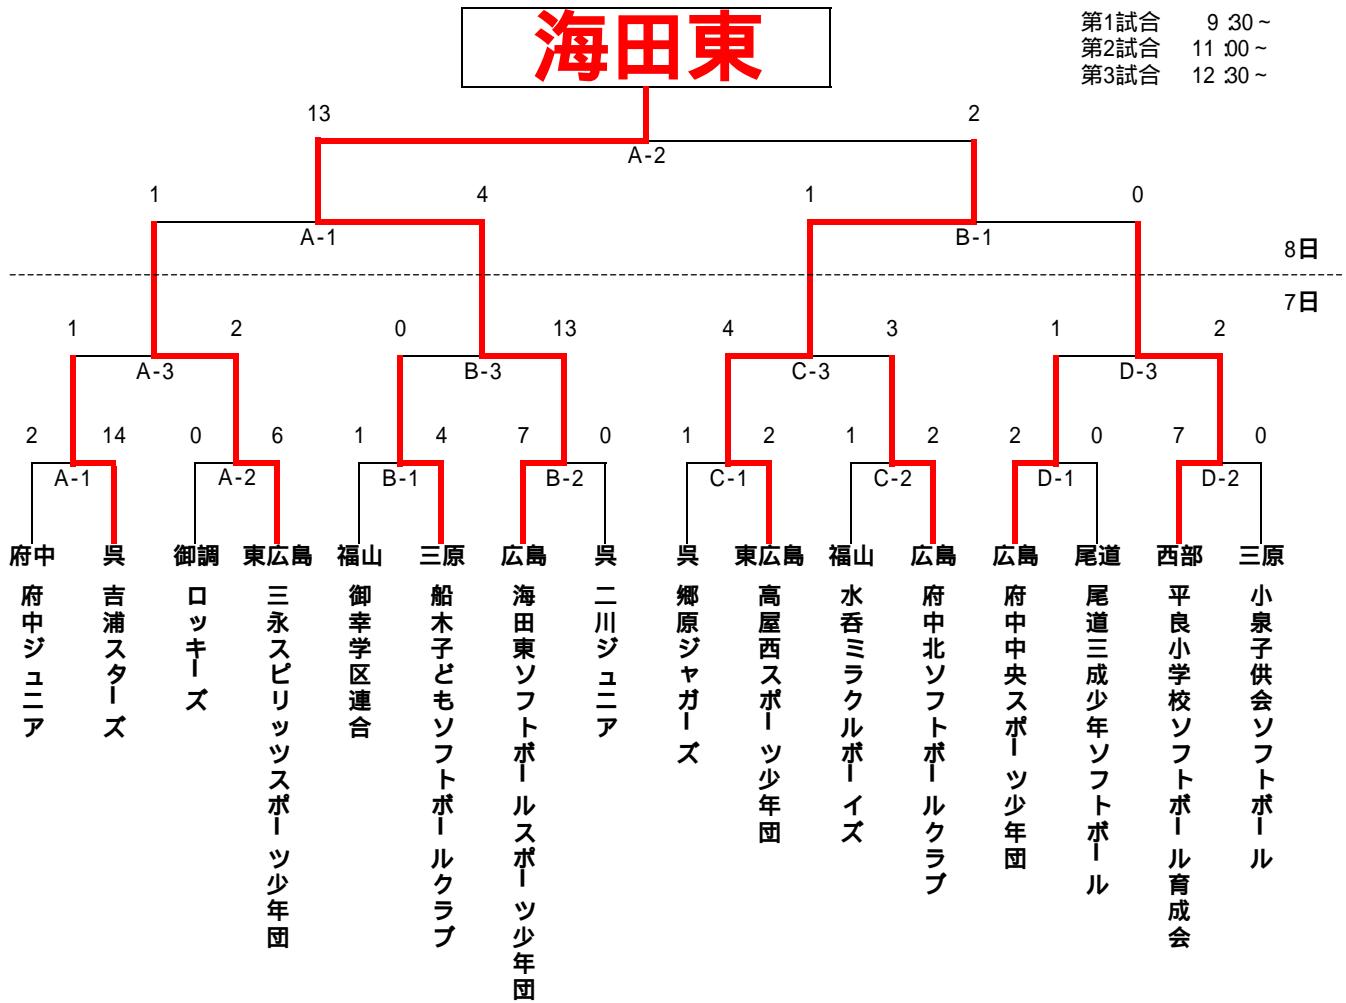 海田東
第1試合 9:30~
第2試合 11:00~
第3試合 12:30~
13 2
A-2
1 4 1 0
A-1 B-1
8日
7日
1 2 0 13 4 3 1 2
A-3 B-3 C-3 D-3
2 14 0 6 1 4 7 0 1 2 1 2 2 0 7 0
A-1 A-2 B-1 B-2 C-1 C-2 D-1 D-2
府中 呉 御調 東広島 福山 三原 広島 呉 呉 東広島 福山 広島 広島 尾道 西部 三原
府中ジュニア
吉浦スターズ
ロッキーズ
三永スピリッツスポーツ少年団
御幸学区連合
船木子どもソフトボールクラブ
海田東ソフトボールスポーツ少年団
二川ジュニア
郷原ジャガーズ
高屋西スポーツ少年団
水呑ミラクルボーイズ
府中北ソフトボールクラブ
府中中央スポーツ少年団
尾道三成少年ソフトボール
平良小学校ソフトボール育成会
小泉子供会ソフトボール